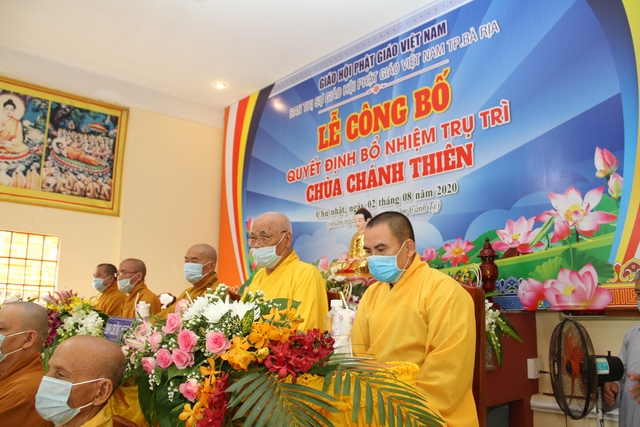 GIÁO HỘI PHẬT GIÁO VIỆT NAM
BAN TRỊ SỰ GIÁO HỘI PHẬT GIÁO VIỆT NAM TP.BÀ RỊA
LỄ CÔNG BỐ
QUYẾT ĐỊNH BỔ NHIỆM TRỤ TRÌ
CHÙA CHÁNH THIÊN
Chủ nhật, ngày 02 tháng 08 năm 2020
Canh Tý)